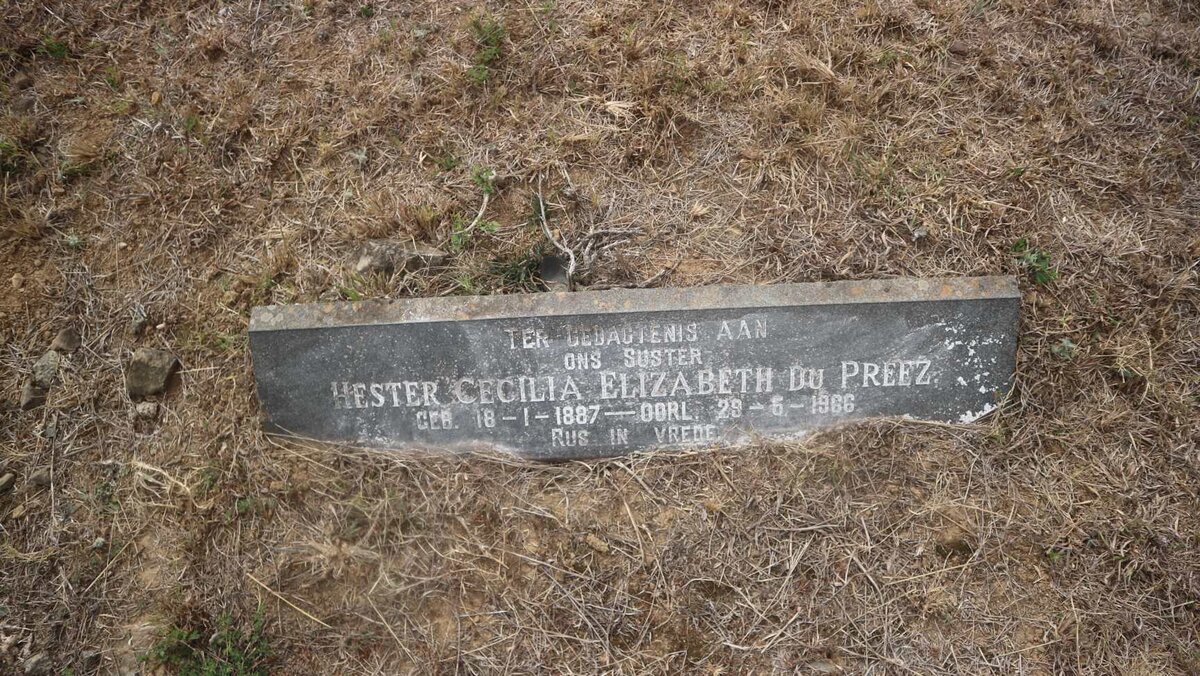 TER GEDAGTENIS AAN
ONS SUSTER
HESTER CECILIA ELIZABETH DU PREEZ.
GEB. 18-1-1887 — OORL. 29-5-1966
RUS IN VREDE